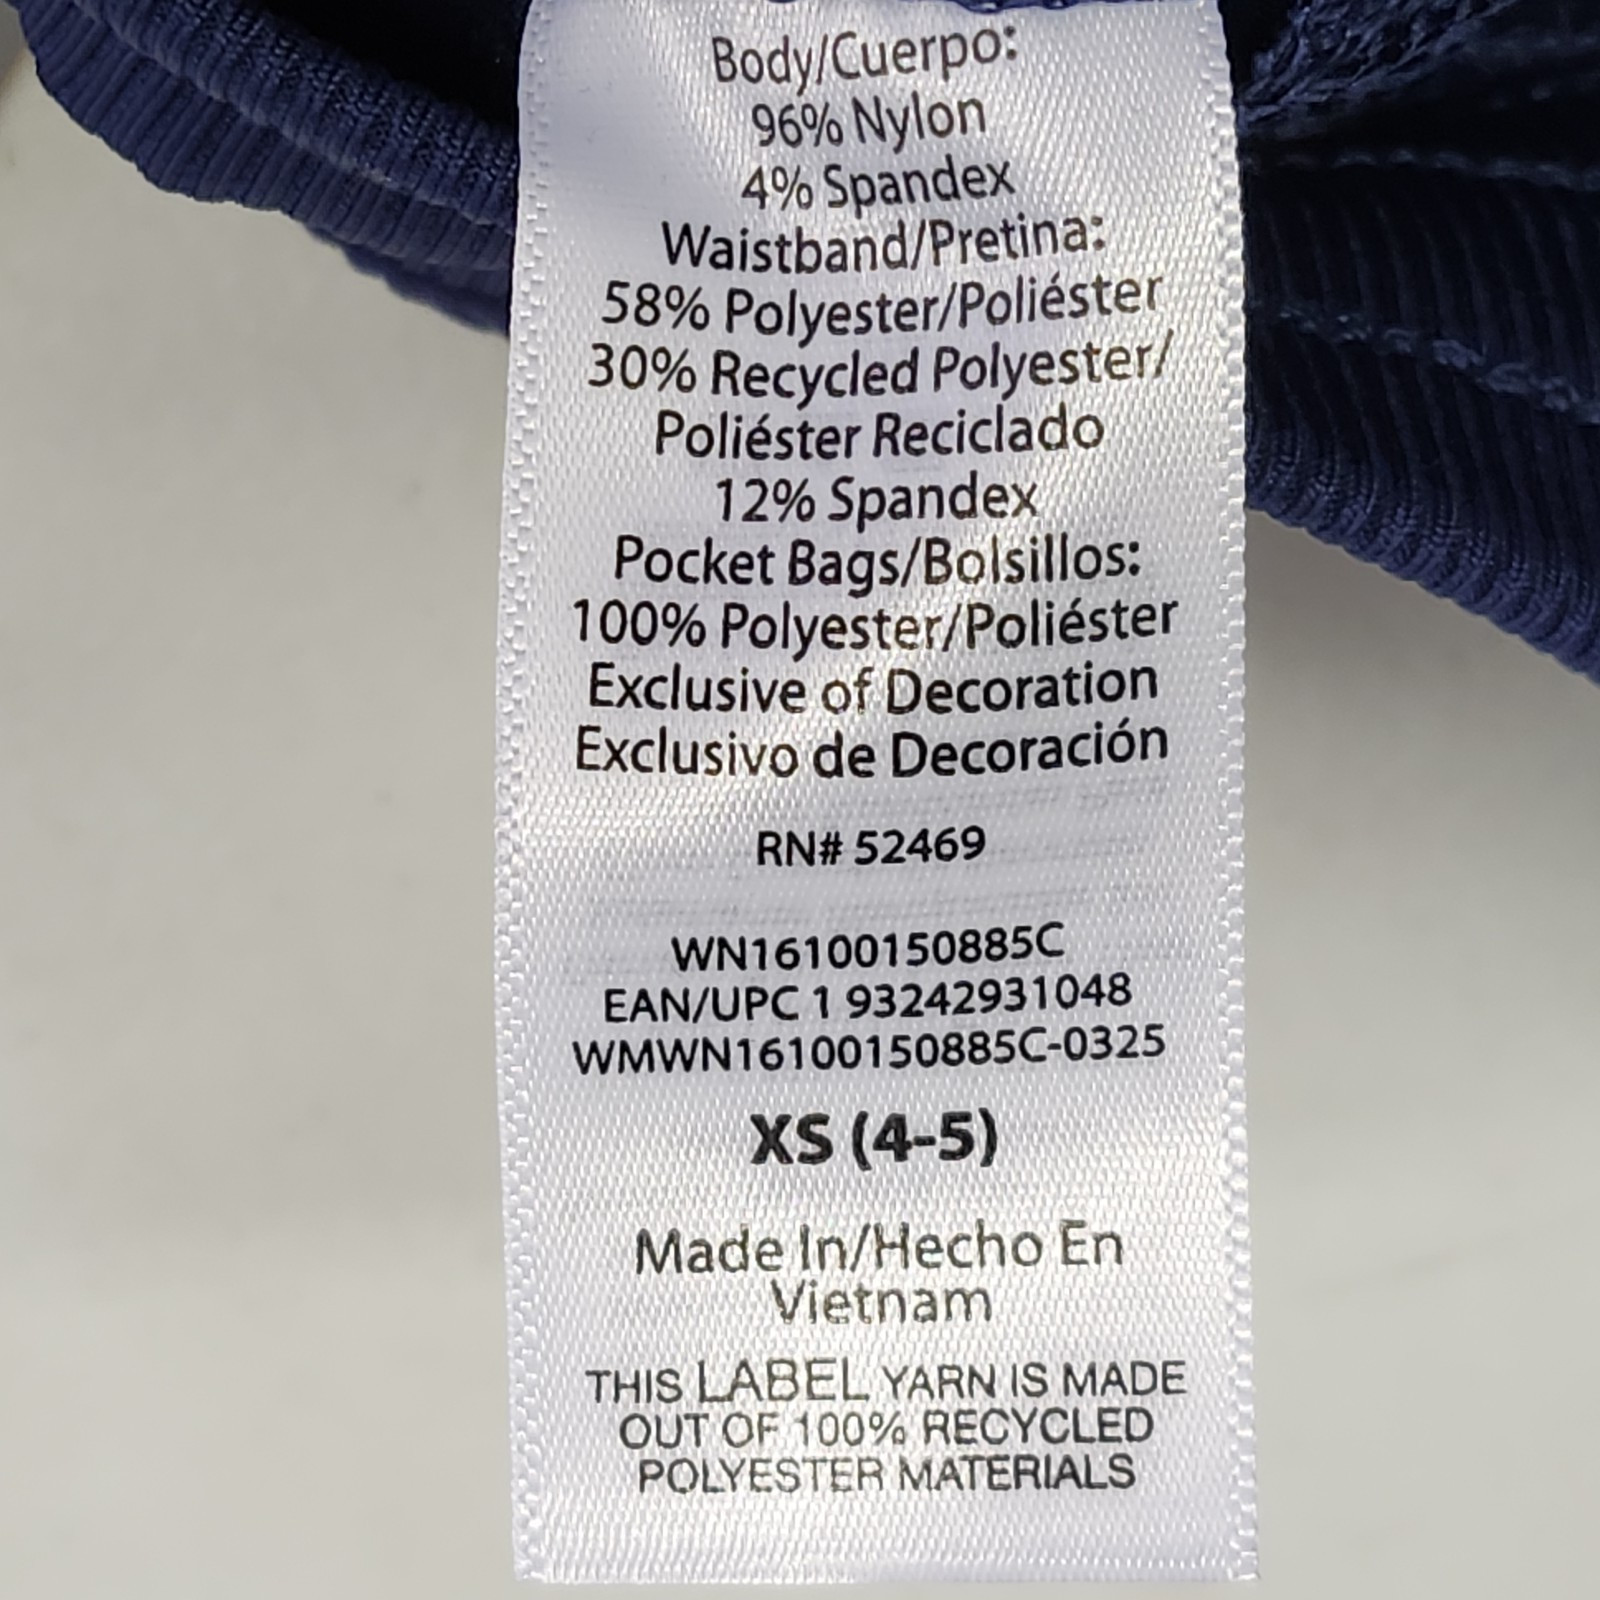 Body/Cuerpo:
96% Nylon
4% Spandex
Waistband/Pretina:
58% Polyester/Poliéster
30% Recycled Polyester/
Poliéster Reciclado
12% Spandex
Pocket Bags/Bolsillos:
100% Polyester/Poliéster
Exclusive of Decoration
Exclusivo de Decoración
RN# 52469
WN16100150885C
EAN/UPC 1 93242931048
WMWN16100150885C-0325
XS (4-5)
Made In/Hecho En
Vietnam
THIS LABEL YARN IS MADE
OUT OF 100% RECYCLED
POLYESTER MATERIALS